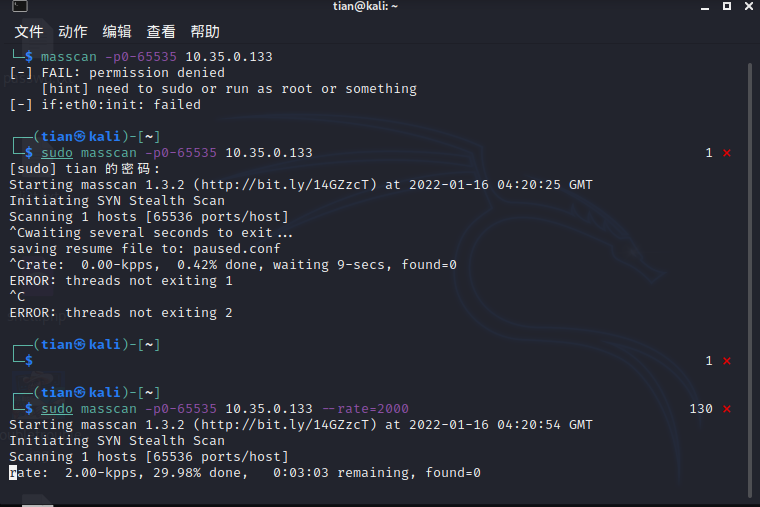 tian@kali: ~
文件 动作 编辑 查看 帮助
└─$ masscan -p0-65535 10.35.0.133
[-] FAIL: permission denied
    [hint] need to sudo or run as root or something
[-] if:eth0:init: failed
┌──(tian㉿kali)-[~]
└─$ sudo masscan -p0-65535 10.35.0.133 1 ⨯
[sudo] tian 的密码：
Starting masscan 1.3.2 (http://bit.ly/14GZzcT) at 2022-01-16 04:20:25 GMT
Initiating SYN Stealth Scan
Scanning 1 hosts [65536 ports/host]
^Cwaiting several seconds to exit...
saving resume file to: paused.conf
^Crate:  0.00-kpps,  0.42% done, waiting 9-secs, found=0
ERROR: threads not exiting 1
^C
ERROR: threads not exiting 2
┌──(tian㉿kali)-[~]
└─$ 1 ⨯
┌──(tian㉿kali)-[~]
└─$ sudo masscan -p0-65535 10.35.0.133 --rate=2000 130 ⨯
Starting masscan 1.3.2 (http://bit.ly/14GZzcT) at 2022-01-16 04:20:54 GMT
Initiating SYN Stealth Scan
Scanning 1 hosts [65536 ports/host]
rate:  2.00-kpps, 29.98% done,   0:03:03 remaining, found=0